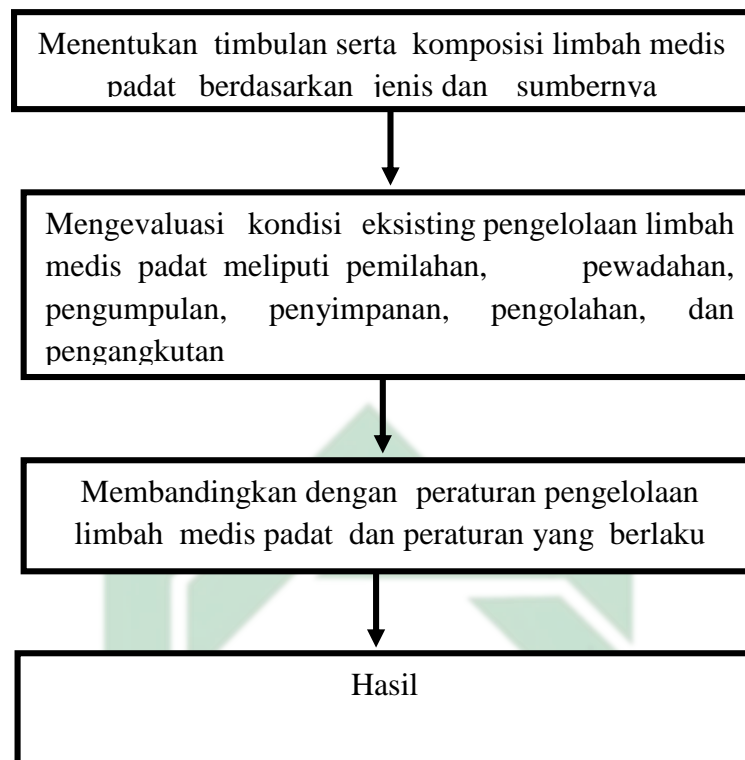 Menentukan timbulan serta komposisi limbah medis
padat berdasarkan jenis dan sumbernya
Mengevaluasi kondisi eksisting pengelolaan limbah
medis padat meliputi pemilahan, pewadahan,
pengumpulan, penyimpanan, pengolahan, dan
pengangkutan
Membandingkan dengan peraturan pengelolaan
limbah medis padat dan peraturan yang berlaku
Hasil